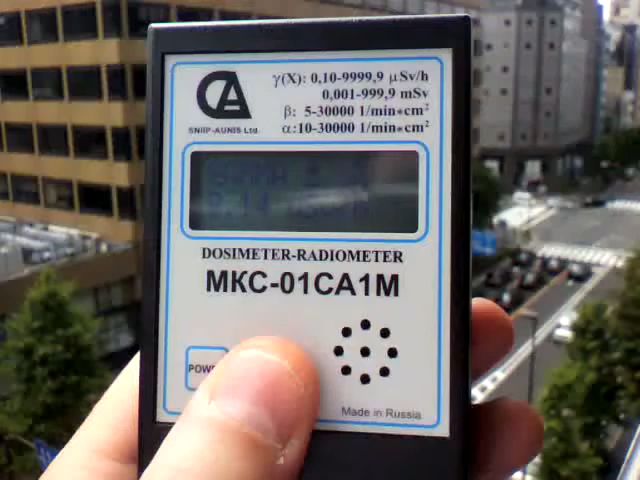 γ(X): 0,10-9999,9 μSv/h
0,001-999,9 mSv
β: 5-30000 1/min∗cm²
α:10-30000 1/min∗cm²
CA
SNIIP-AUNIS Ltd.
DOSIMETER-RADIOMETER
MKC-01CA1M
Made in Russia